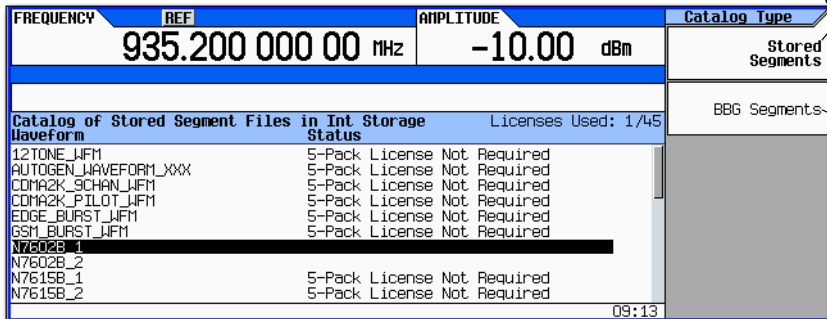 FREQUENCY REF AMPLITUDE Catalog Type
935.200 000 00 MHz -10.00 dBm
Stored
Segments
BBG Segments
Catalog of Stored Segment Files in Int Storage Licenses Used: 1/45
Waveform Status
12TONE_WFM 5-Pack License Not Required
AUTOGEN_WAVEFORM_XXX 5-Pack License Not Required
CDMA2K_9CHAN_WFM 5-Pack License Not Required
CDMA2K_PILOT_WFM 5-Pack License Not Required
EDGE_BURST_WFM 5-Pack License Not Required
GSM_BURST_WFM 5-Pack License Not Required
N7602B_1
N7602B_2
N7615B_1 5-Pack License Not Required
N7615B_2 5-Pack License Not Required
09:13